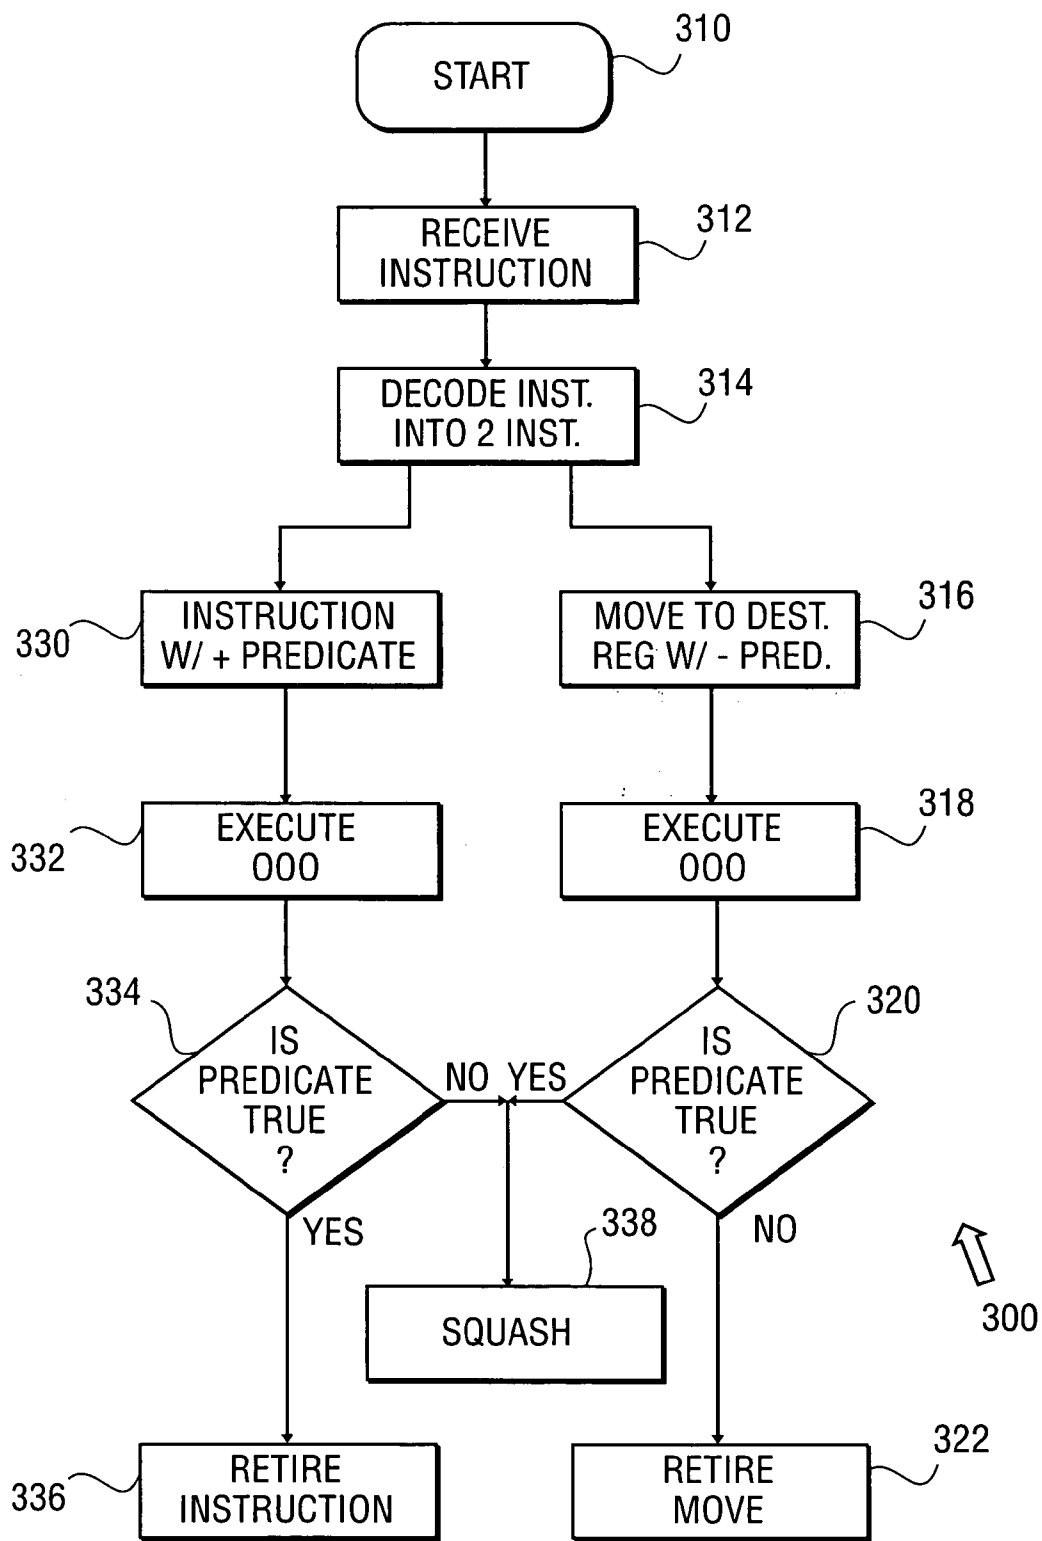 310
START
312
RECEIVE
INSTRUCTION
314
DECODE INST.
INTO 2 INST.
330
INSTRUCTION
W/ + PREDICATE
316
MOVE TO DEST.
REG W/ - PRED.
332
EXECUTE
OOO
318
EXECUTE
OOO
334
IS
PREDICATE
TRUE
?
NO
YES
320
IS
PREDICATE
TRUE
?
YES
NO
338
SQUASH
300
336
RETIRE
INSTRUCTION
322
RETIRE
MOVE